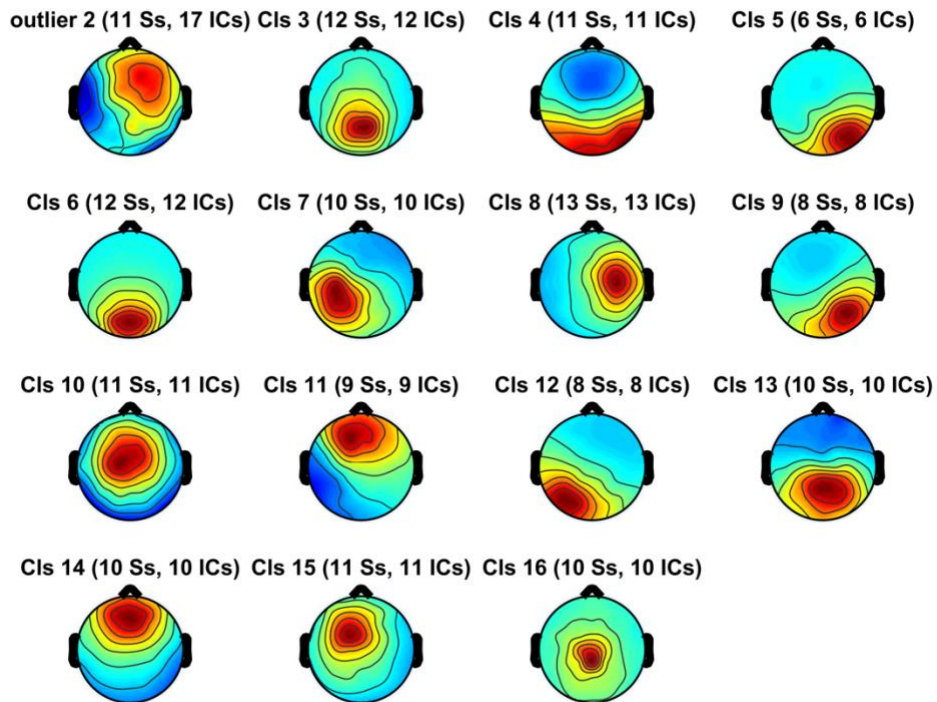 outlier 2 (11 Ss, 17 ICs) Cls 3 (12 Ss, 12 ICs) Cls 4 (11 Ss, 11 ICs) Cls 5 (6 Ss, 6 ICs)
Cls 6 (12 Ss, 12 ICs) Cls 7 (10 Ss, 10 ICs) Cls 8 (13 Ss, 13 ICs) Cls 9 (8 Ss, 8 ICs)
Cls 10 (11 Ss, 11 ICs) Cls 11 (9 Ss, 9 ICs) Cls 12 (8 Ss, 8 ICs) Cls 13 (10 Ss, 10 ICs)
Cls 14 (10 Ss, 10 ICs) Cls 15 (11 Ss, 11 ICs) Cls 16 (10 Ss, 10 ICs)